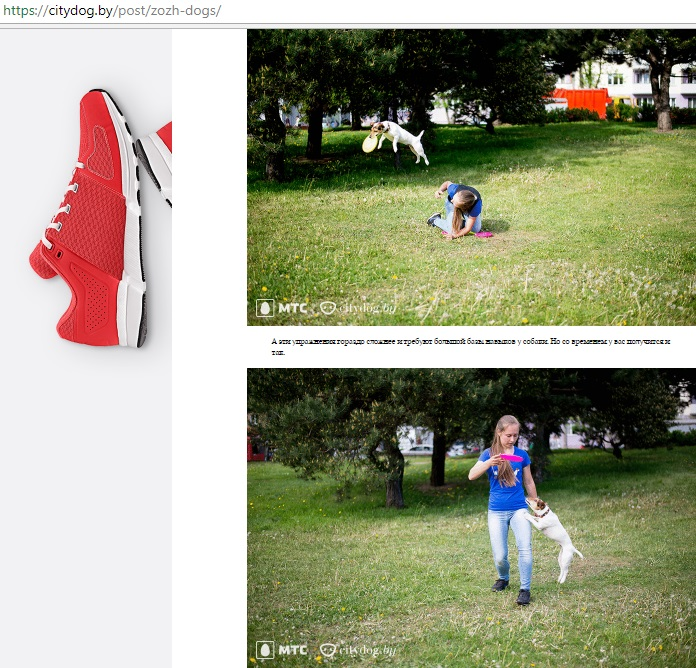 https://citydog.by/post/zozh-dogs/
МТС citydog.by
А эти упражнения гораздо сложнее и требуют большой базы навыков у собаки. Но со временем у вас получится и
так.
МТС citydog.by